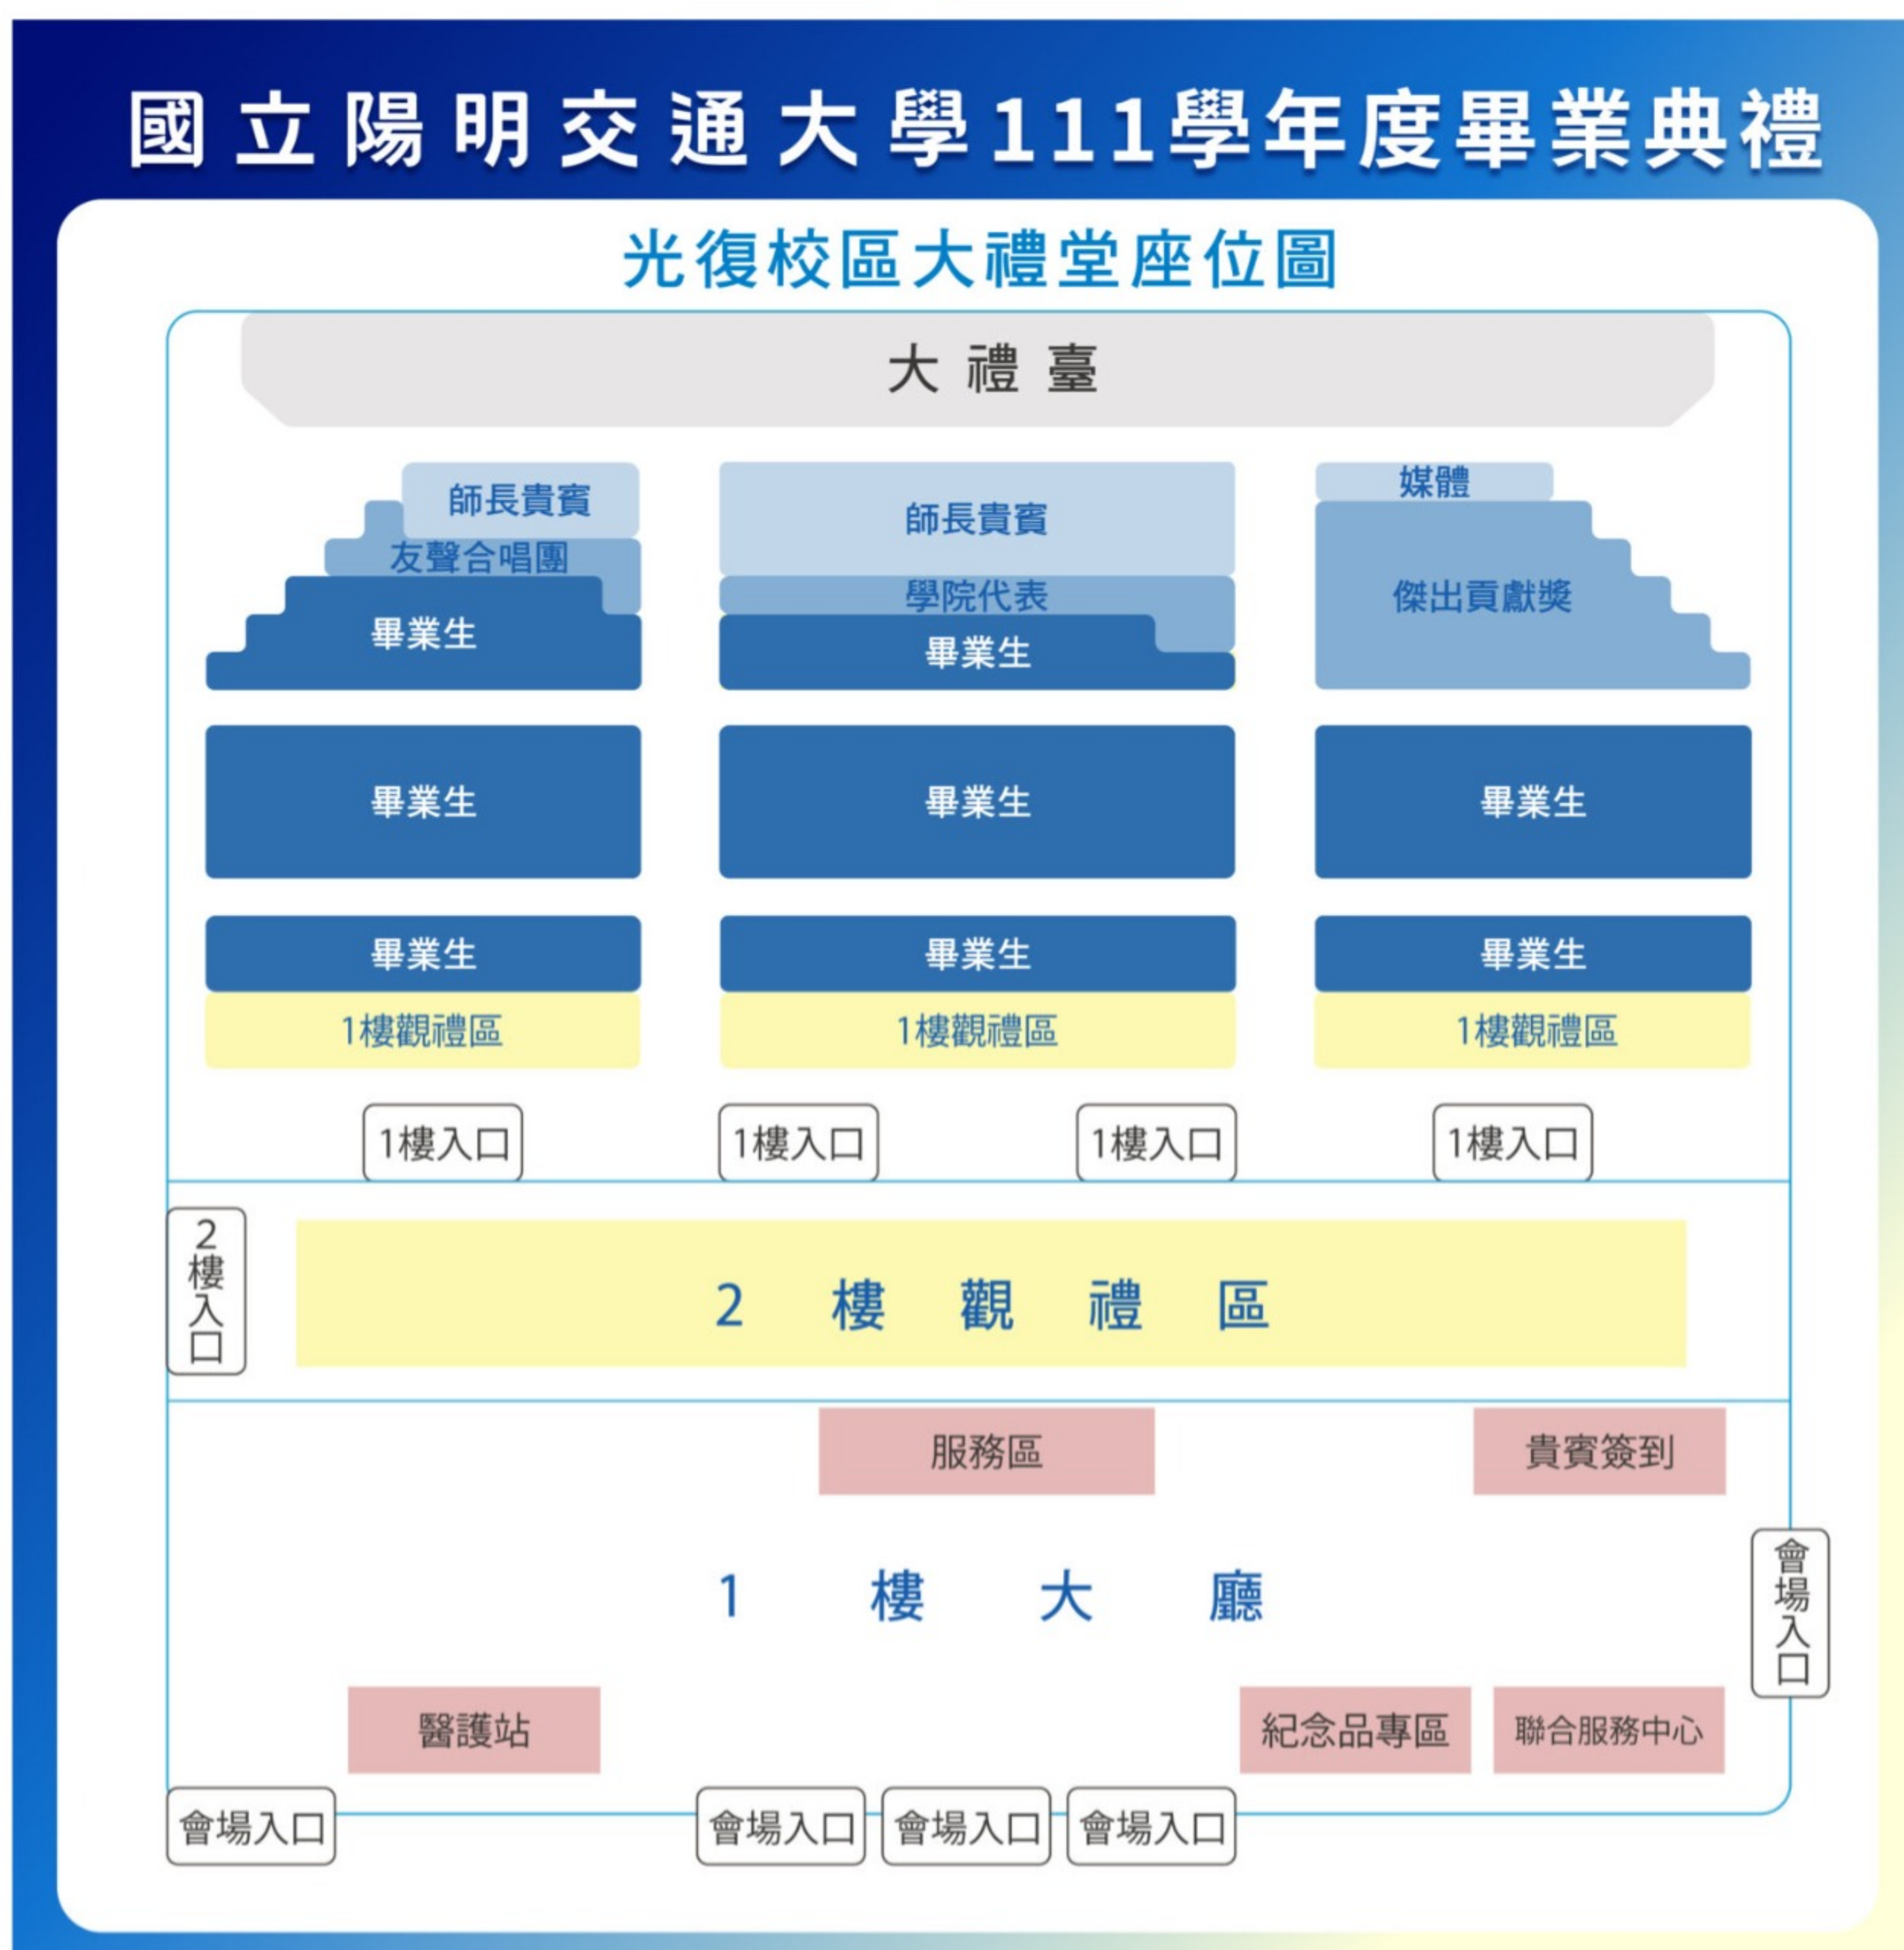 國立陽明交通大學111學年度畢業典禮
光復校區大禮堂座位圖
大禮臺
師長貴賓
友聲合唱團
畢業生
師長貴賓
學院代表
畢業生
媒體
傑出貢獻獎
畢業生
畢業生
畢業生
畢業生
畢業生
畢業生
1樓觀禮區
1樓觀禮區
1樓觀禮區
1樓入口
1樓入口
1樓入口
1樓入口
2樓入口
2樓觀禮區
服務區
貴賓簽到
1樓大廳
會場入口
醫護站
紀念品專區
聯合服務中心
會場入口
會場入口
會場入口
會場入口